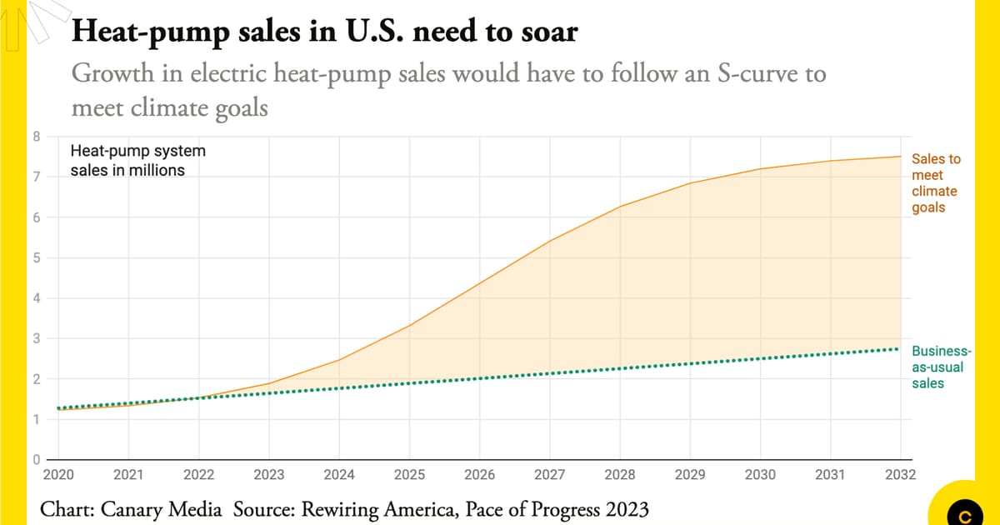 Heat-pump sales in U.S. need to soar
Growth in electric heat-pump sales would have to follow an S-curve to
meet climate goals
8
Heat-pump system
sales in millions
7
6
5
4
3
2
1
0
Sales to
meet
climate
goals
Business-
as-usual
sales
2020 2021 2022 2023 2024 2025 2026 2027 2028 2029 2030 2031 2032
Chart: Canary Media Source: Rewiring America, Pace of Progress 2023
C